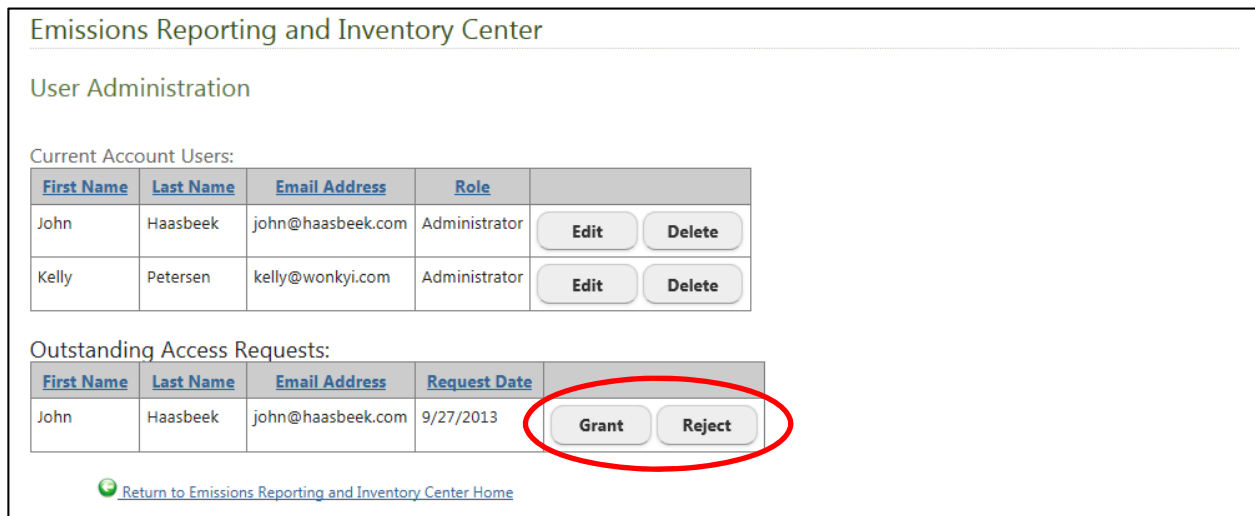 Emissions Reporting and Inventory Center
User Administration
Current Account Users:
First Name Last Name Email Address Role
John Haasbeek john@haasbeek.com Administrator Edit Delete
Kelly Petersen kelly@wonkyi.com Administrator Edit Delete
Outstanding Access Requests:
First Name Last Name Email Address Request Date
John Haasbeek john@haasbeek.com 9/27/2013 Grant Reject
Return to Emissions Reporting and Inventory Center Home